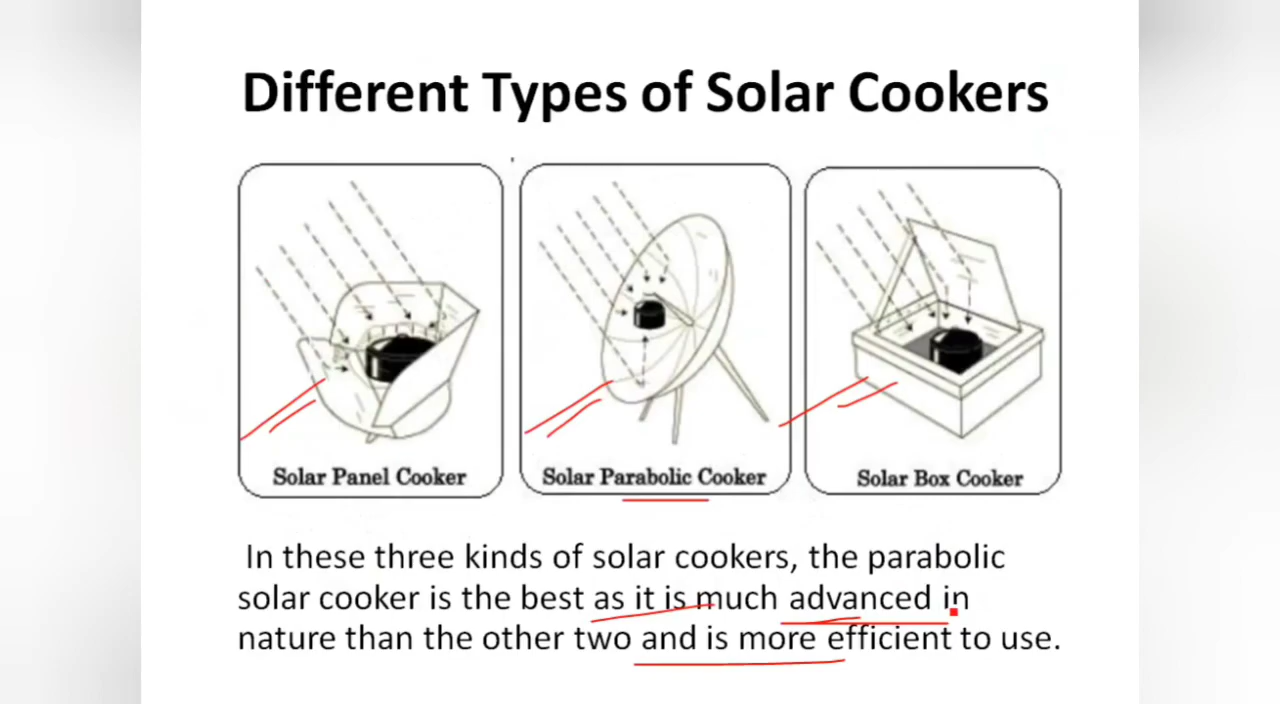 Different Types of Solar Cookers
Solar Panel Cooker
Solar Parabolic Cooker
Solar Box Cooker
In these three kinds of solar cookers, the parabolic
solar cooker is the best as it is much advanced in
nature than the other two and is more efficient to use.